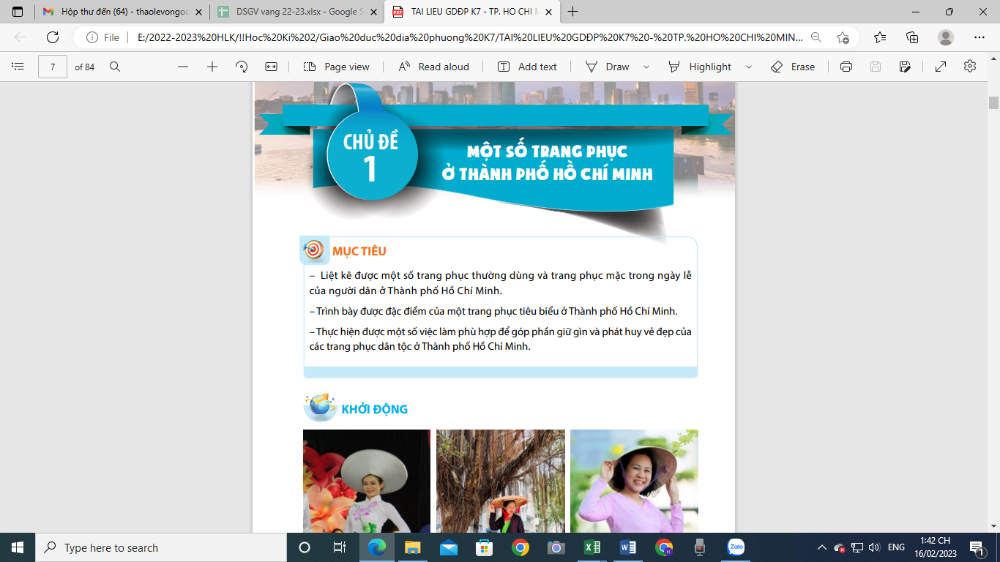 Hộp thư đến (64) - thaolevongoc
DSGV vang 22-23.xlsx - Google S
TAI LIEU GDĐP K7 - TP. HO CHI M
File
E:/2022-2023%20HLK/!!Hoc%20Ki%202/Giao%20duc%20dia%20phuong%20K7/TAI%20LIEU%20GDĐP%20K7%20-%20TP.%20HO%20CHI%20MIN...
7 of 84
Page view
Read aloud
Add text
Draw
Highlight
Erase
CHỦ ĐỀ
1
MỘT SỐ TRANG PHỤC
Ở THÀNH PHỐ HỒ CHÍ MINH
MỤC TIÊU
– Liệt kê được một số trang phục thường dùng và trang phục mặc trong ngày lễ
của người dân ở Thành phố Hồ Chí Minh.
– Trình bày được đặc điểm của một trang phục tiêu biểu ở Thành phố Hồ Chí Minh.
– Thực hiện được một số việc làm phù hợp để góp phần giữ gìn và phát huy vẻ đẹp của
các trang phục dân tộc ở Thành phố Hồ Chí Minh.
KHỞI ĐỘNG
Type here to search
Zalo
ENG
1:42 CH
16/02/2023
1